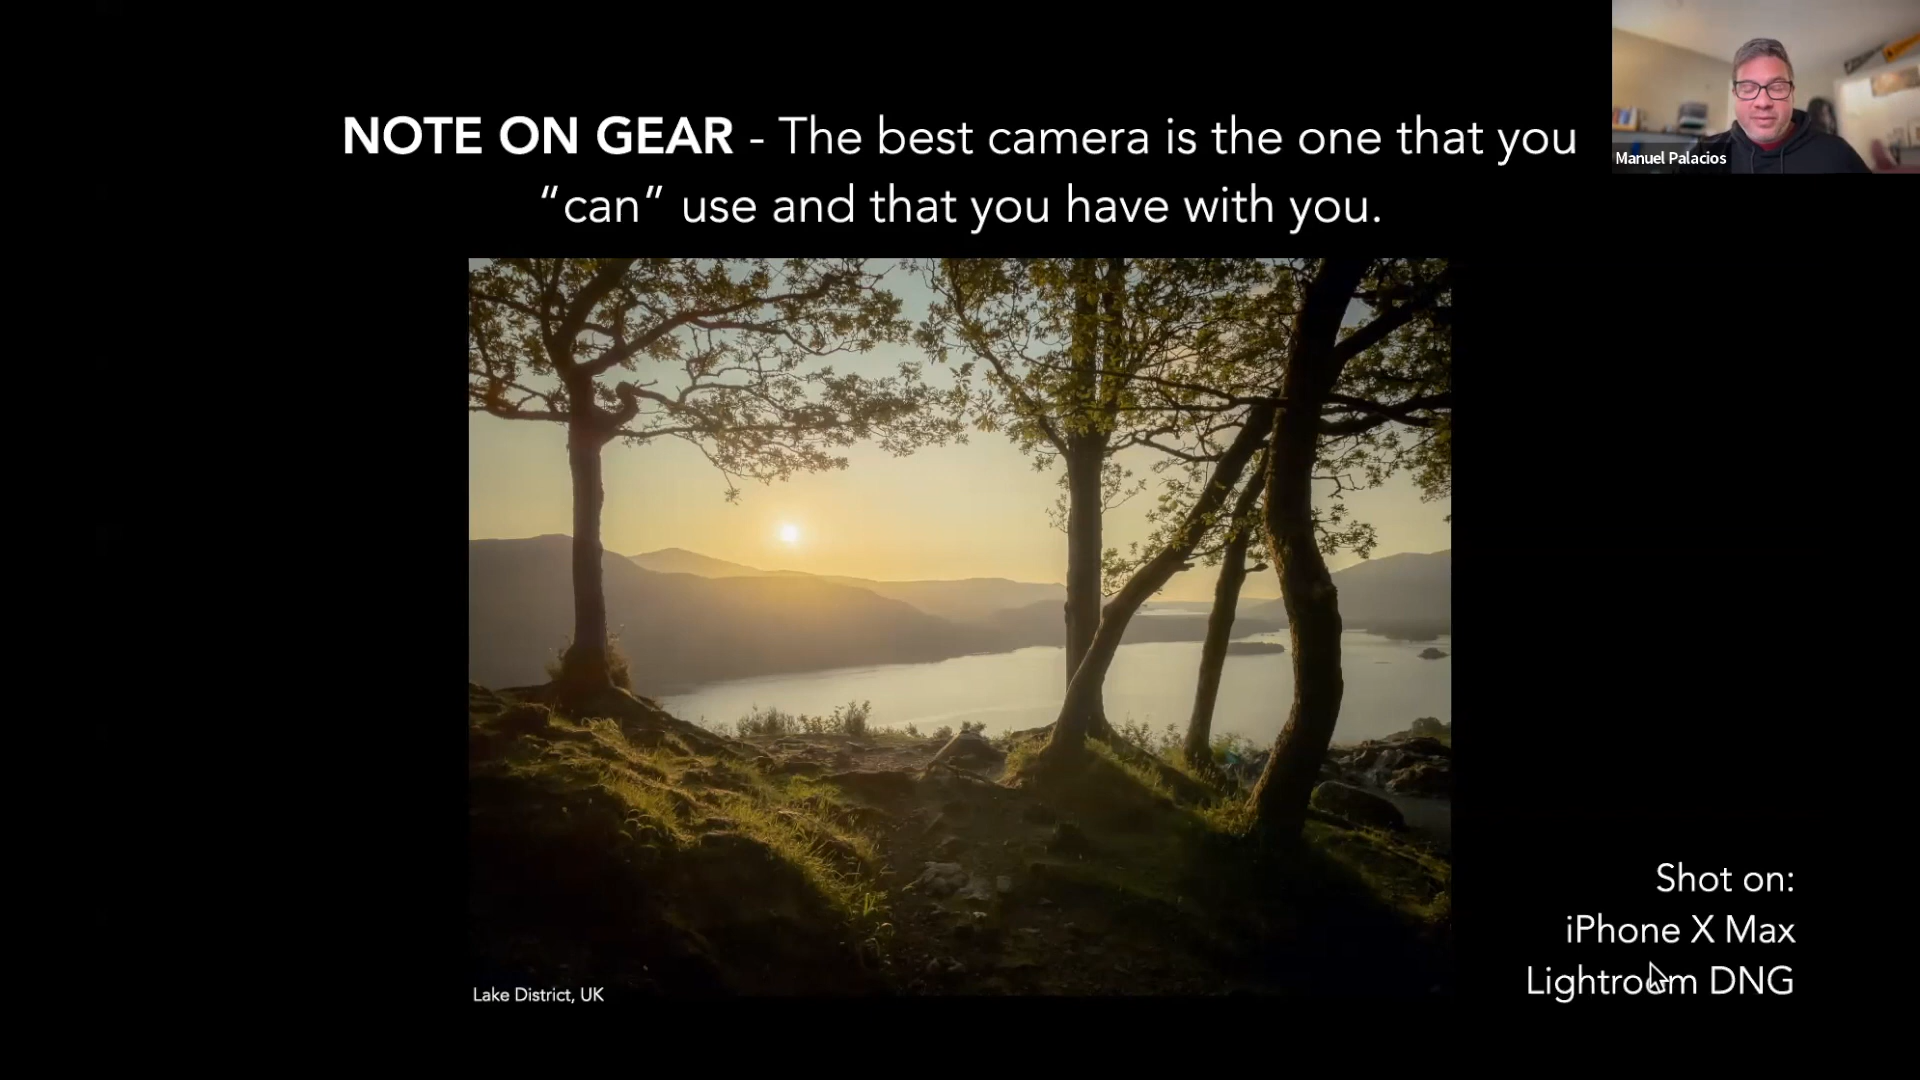 NOTE ON GEAR - The best camera is the one that you
“can” use and that you have with you.
Manuel Palacios
Shot on:
iPhone X Max
Lightroom DNG
Lake District, UK